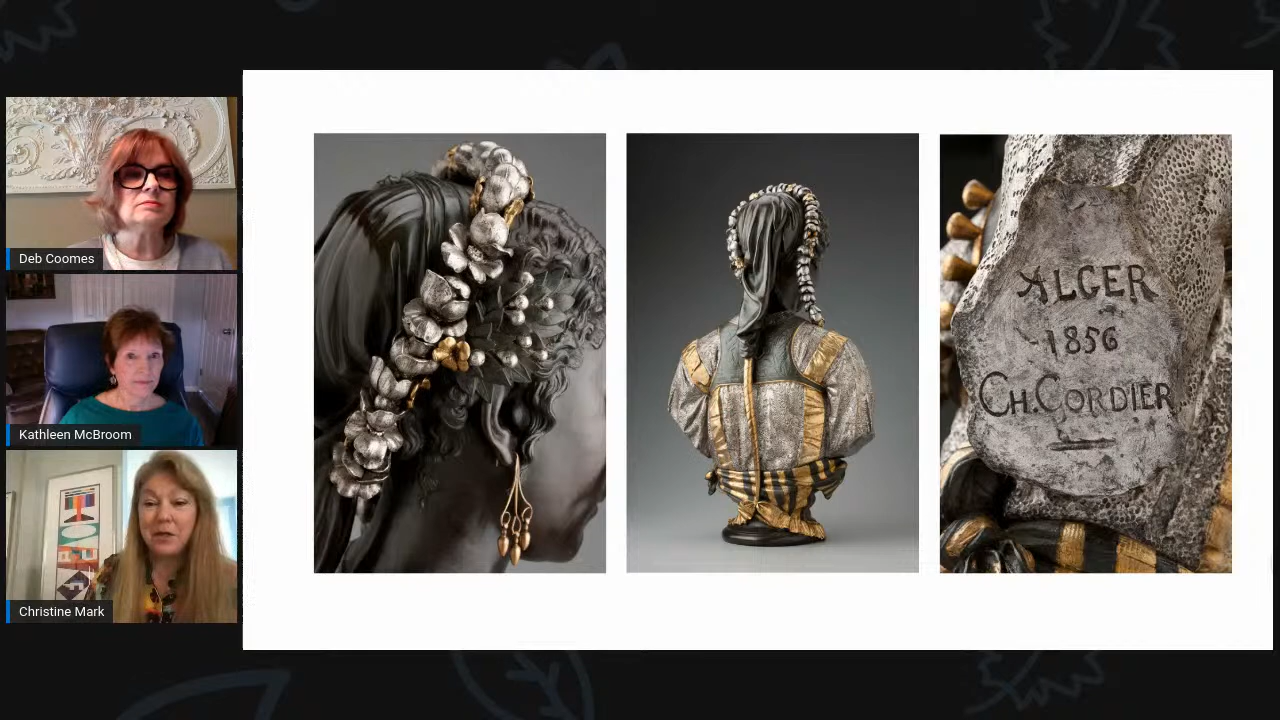 Deb Coomes
Kathleen McBroom
Christine Mark
ALGER
1856
CH. CORDIER